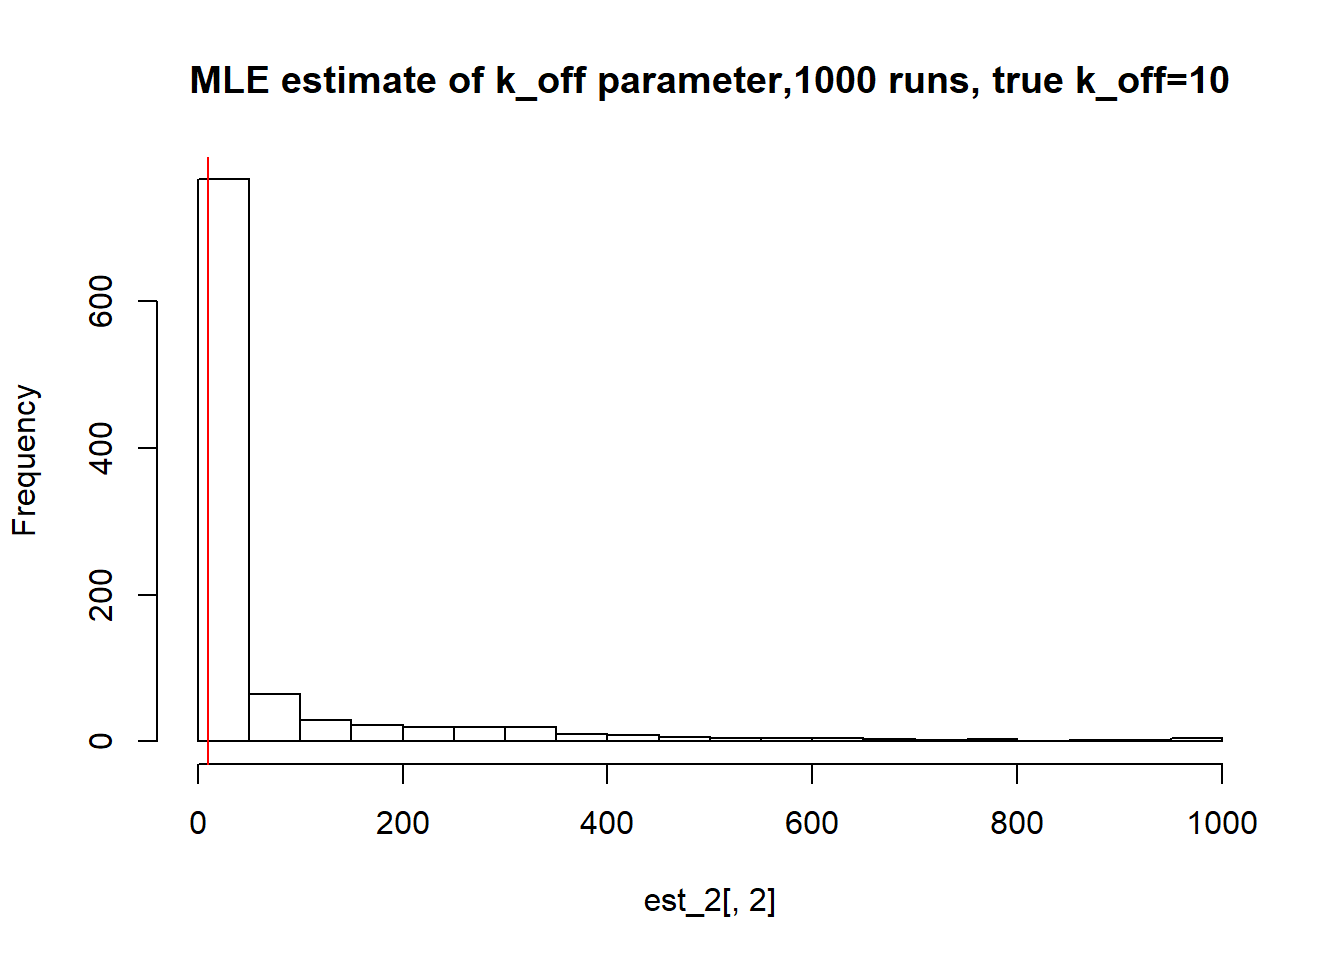 MLE estimate of k_off parameter,1000 runs, true k_off=10
Frequency
600
400
200
0
0 200 400 600 800 1000
est_2[, 2]